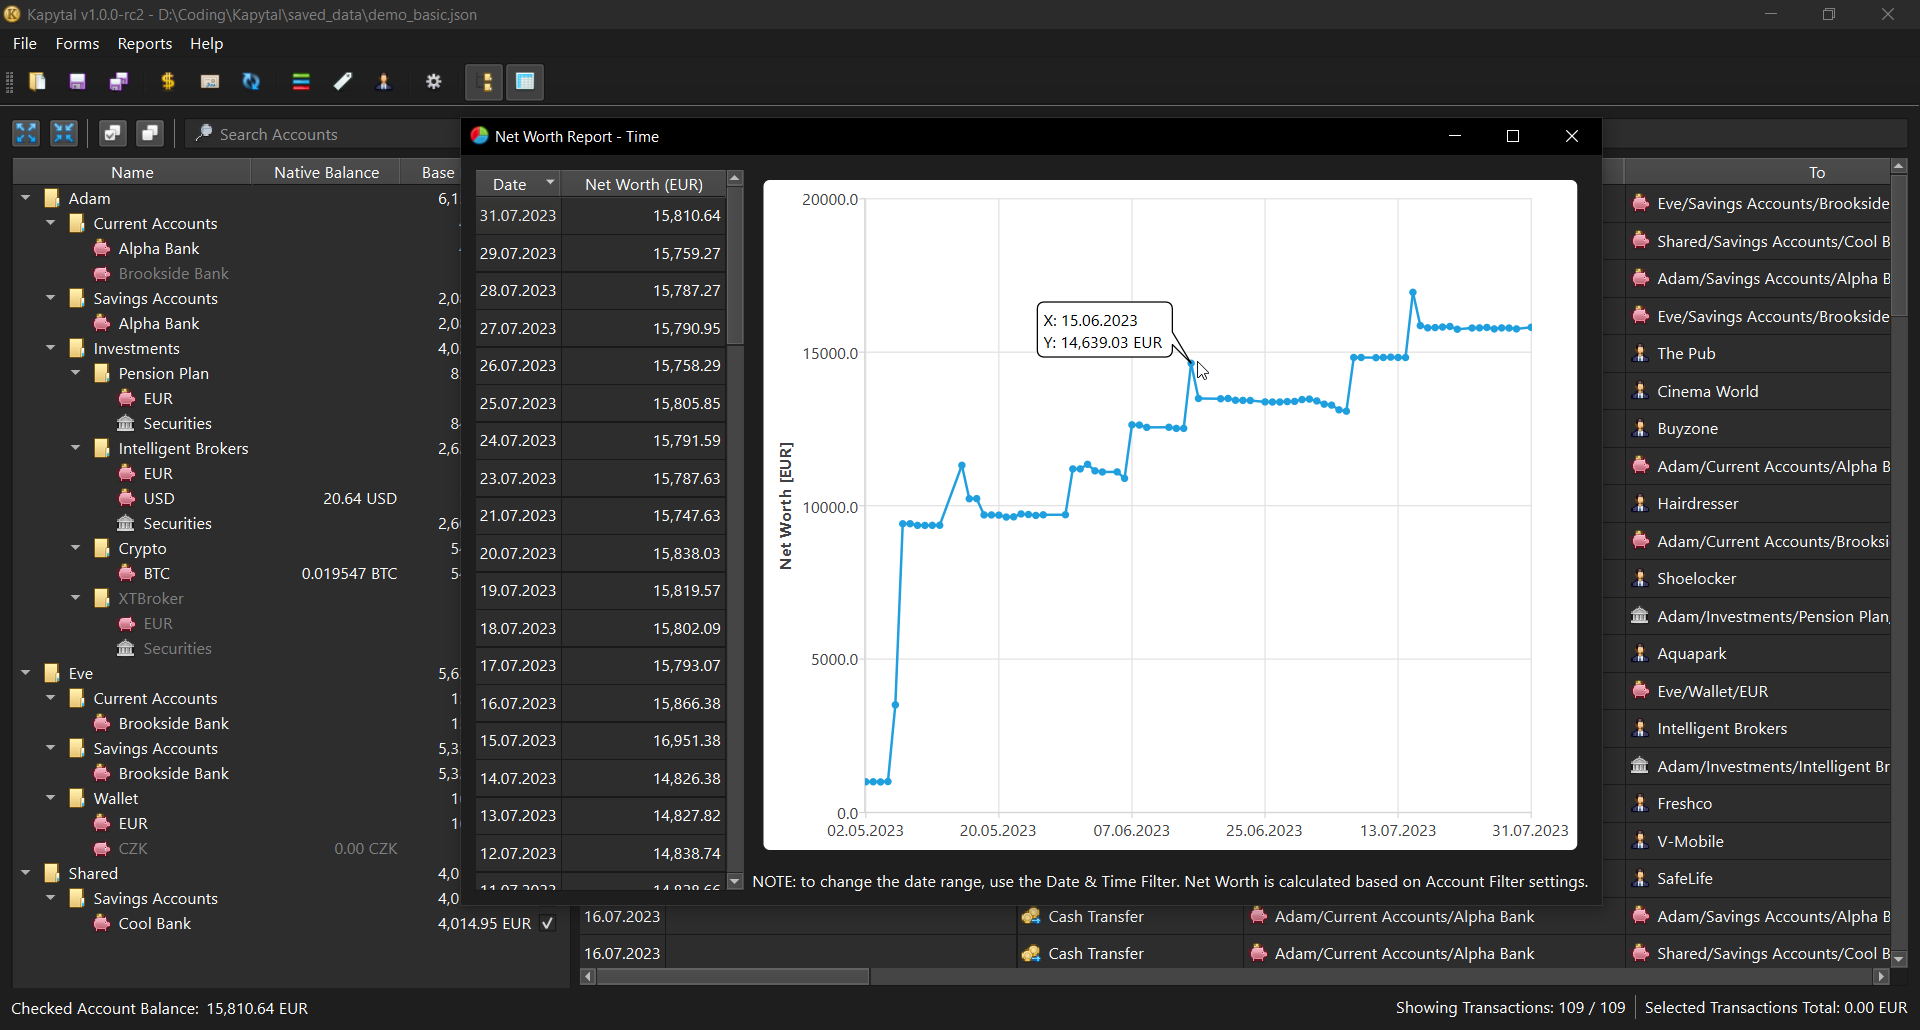 Kapytal v1.0.0-rc2 - D:\Coding\Kapytal\saved_data\demo_basic.json
File Forms Reports Help
Search Accounts
Name Native Balance Base
Adam 6,1
Current Accounts
Alpha Bank
Brookside Bank
Savings Accounts 2,0
Alpha Bank 2,0
Investments 4,0
Pension Plan 8
EUR
Securities 8
Intelligent Brokers 2,6
EUR
USD 20.64 USD
Securities 2,6
Crypto 5
BTC 0.019547 BTC 5
XTBroker
EUR
Securities
Eve 5,6
Current Accounts 1
Brookside Bank 1
Savings Accounts 5,3
Brookside Bank 5,3
Wallet 1
EUR 1
CZK 0.00 CZK
Shared 4,0
Savings Accounts 4,0
Cool Bank 4,014.95 EUR
Net Worth Report - Time
Date Net Worth (EUR)
31.07.2023 15,810.64
29.07.2023 15,759.27
28.07.2023 15,787.27
27.07.2023 15,790.95
26.07.2023 15,758.29
25.07.2023 15,805.85
24.07.2023 15,791.59
23.07.2023 15,787.63
21.07.2023 15,747.63
20.07.2023 15,838.03
19.07.2023 15,819.57
18.07.2023 15,802.09
17.07.2023 15,793.07
16.07.2023 15,866.38
15.07.2023 16,951.38
14.07.2023 14,826.38
13.07.2023 14,827.82
12.07.2023 14,838.74
11.07.2023 14,828.66
Net Worth [EUR]
20000.0
15000.0
10000.0
5000.0
0.0
X: 15.06.2023
Y: 14,639.03 EUR
02.05.2023 20.05.2023 07.06.2023 25.06.2023 13.07.2023 31.07.2023
NOTE: to change the date range, use the Date & Time Filter. Net Worth is calculated based on Account Filter settings.
To
Eve/Savings Accounts/Brookside
Shared/Savings Accounts/Cool B
Adam/Savings Accounts/Alpha B
Eve/Savings Accounts/Brookside
The Pub
Cinema World
Buyzone
Adam/Current Accounts/Alpha B
Hairdresser
Adam/Current Accounts/Brooksi
Shoelocker
Adam/Investments/Pension Plan
Aquapark
Eve/Wallet/EUR
Intelligent Brokers
Adam/Investments/Intelligent Br
Freshco
V-Mobile
SafeLife
16.07.2023 Cash Transfer Adam/Current Accounts/Alpha Bank Adam/Savings Accounts/Alpha B
16.07.2023 Cash Transfer Adam/Current Accounts/Alpha Bank Shared/Savings Accounts/Cool B
Checked Account Balance: 15,810.64 EUR
Showing Transactions: 109 / 109 Selected Transactions Total: 0.00 EUR